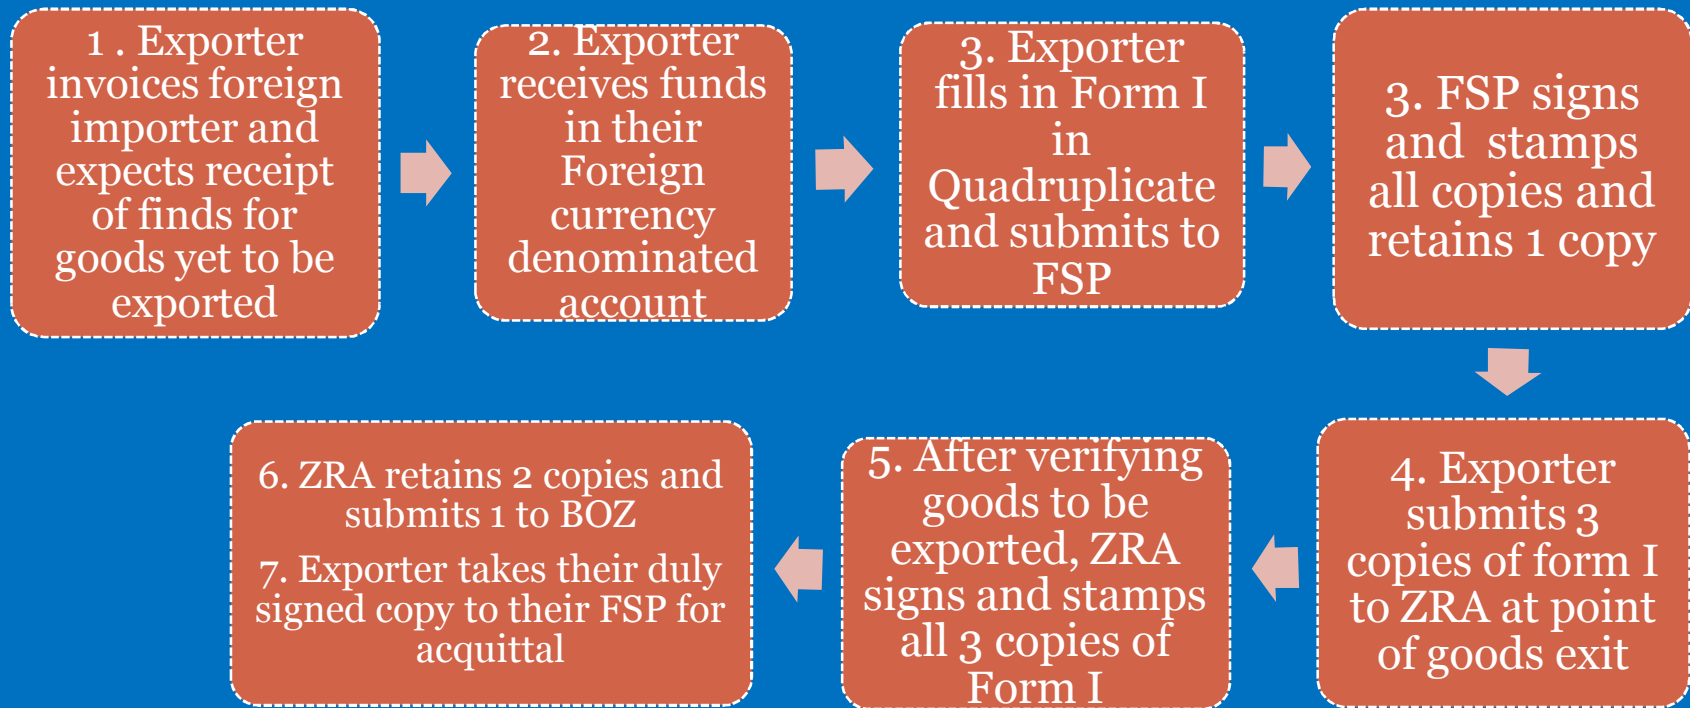 1 . Exporter
invoices foreign
importer and
expects receipt
of finds for
goods yet to be
exported
2. Exporter
receives funds
in their
Foreign
currency
denominated
account
3. Exporter
fills in Form I
in
Quadruplicate
and submits to
FSP
3. FSP signs
and stamps
all copies and
retains 1 copy
4. Exporter
submits 3
copies of form I
to ZRA at point
of goods exit
5. After verifying
goods to be
exported, ZRA
signs and stamps
all 3 copies of
Form I
6. ZRA retains 2 copies and
submits 1 to BOZ
7. Exporter takes their duly
signed copy to their FSP for
acquittal